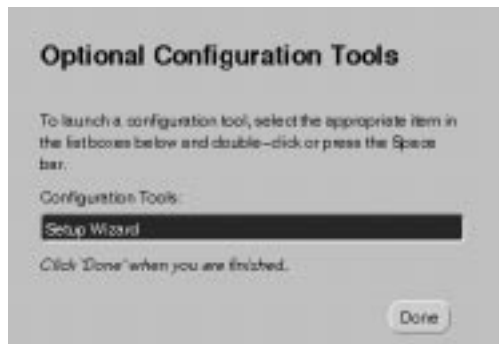 Optional Configuration Tools
To launch a configuration tool, select the appropriate item in
the listboxes below and double-click or press the Space
bar.
Configuration Tools:
Setup Wizard
Click 'Done' when you are finished.
Done